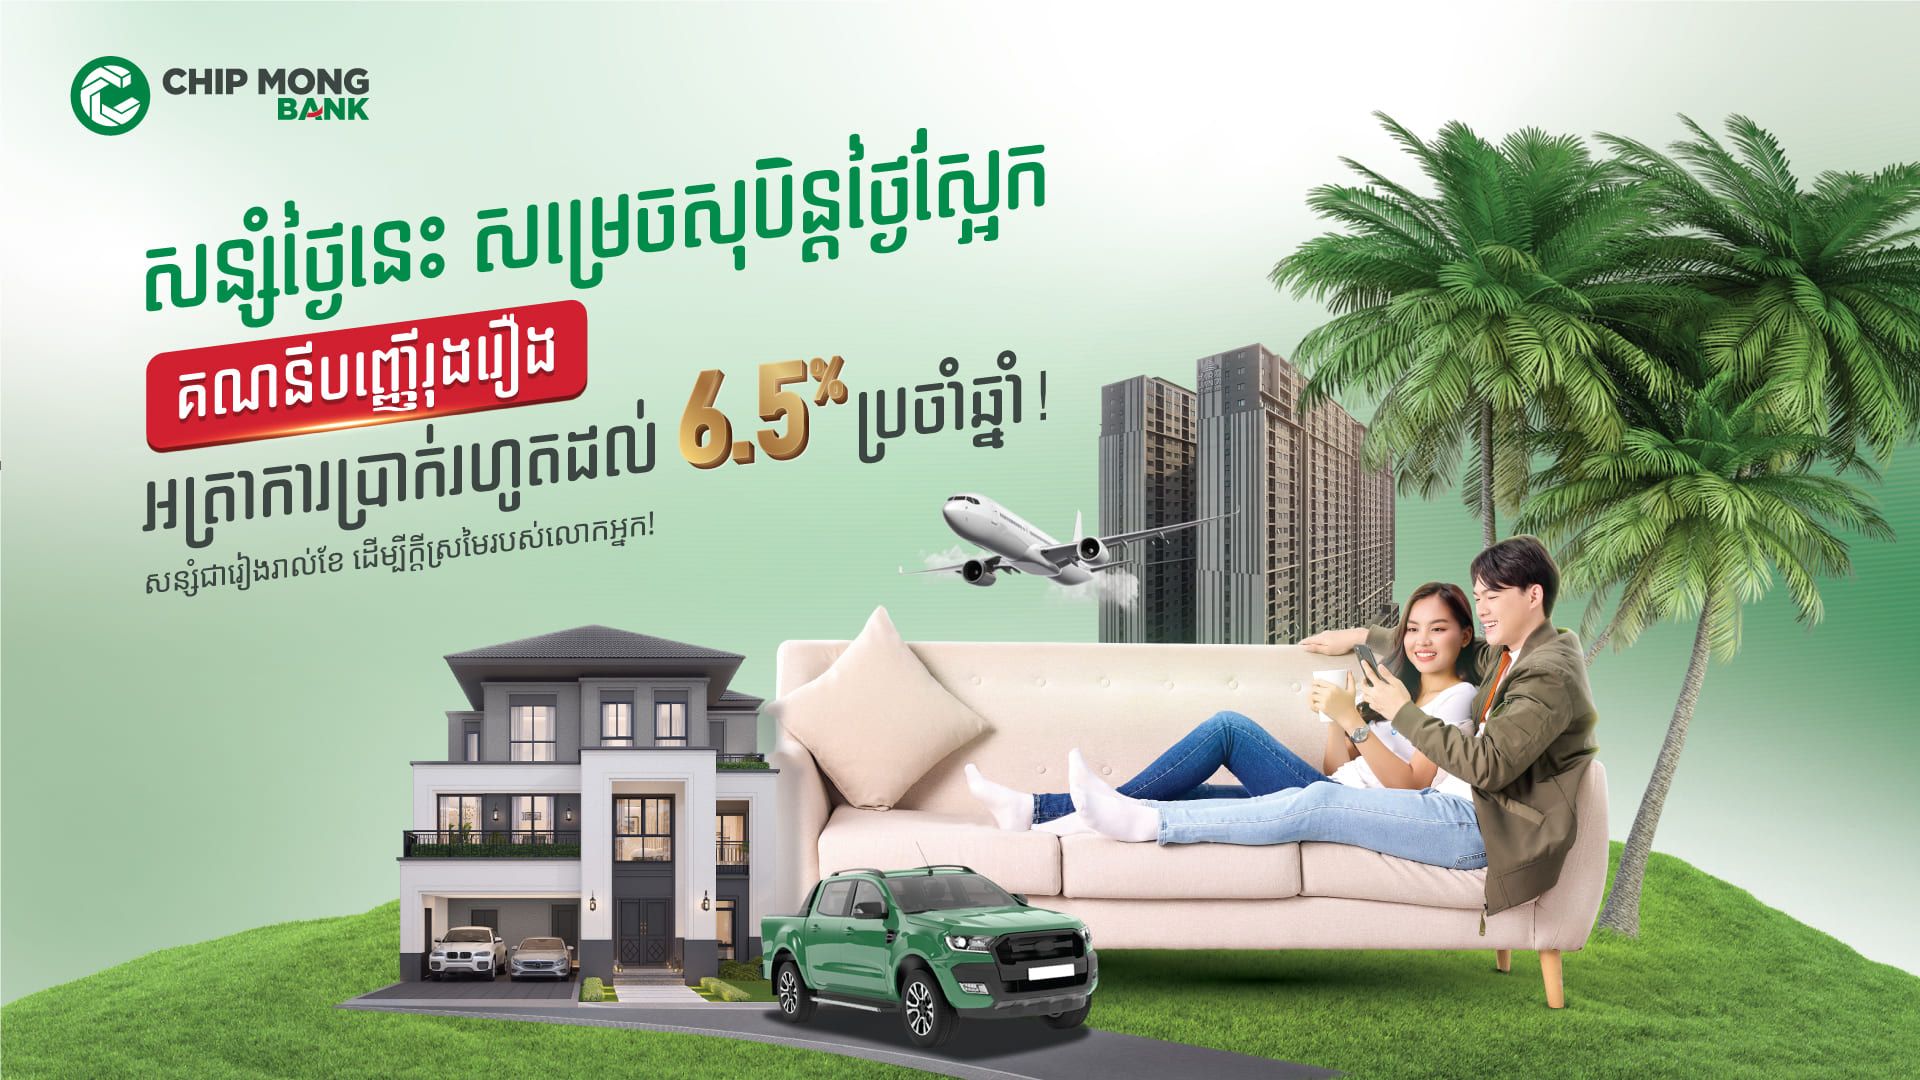 CHIP MONG
BANK
សន្សំថ្ងៃនេះ សម្រេចសុបិន្តថ្ងៃស្អែក
គណនីបញ្ញើរុងរឿង
អត្រាការប្រាក់រហូតដល់ 6.5% ប្រចាំឆ្នាំ!
សន្សំជារៀងរាល់ខែ ដើម្បីក្តីស្រមៃរបស់លោកអ្នក!